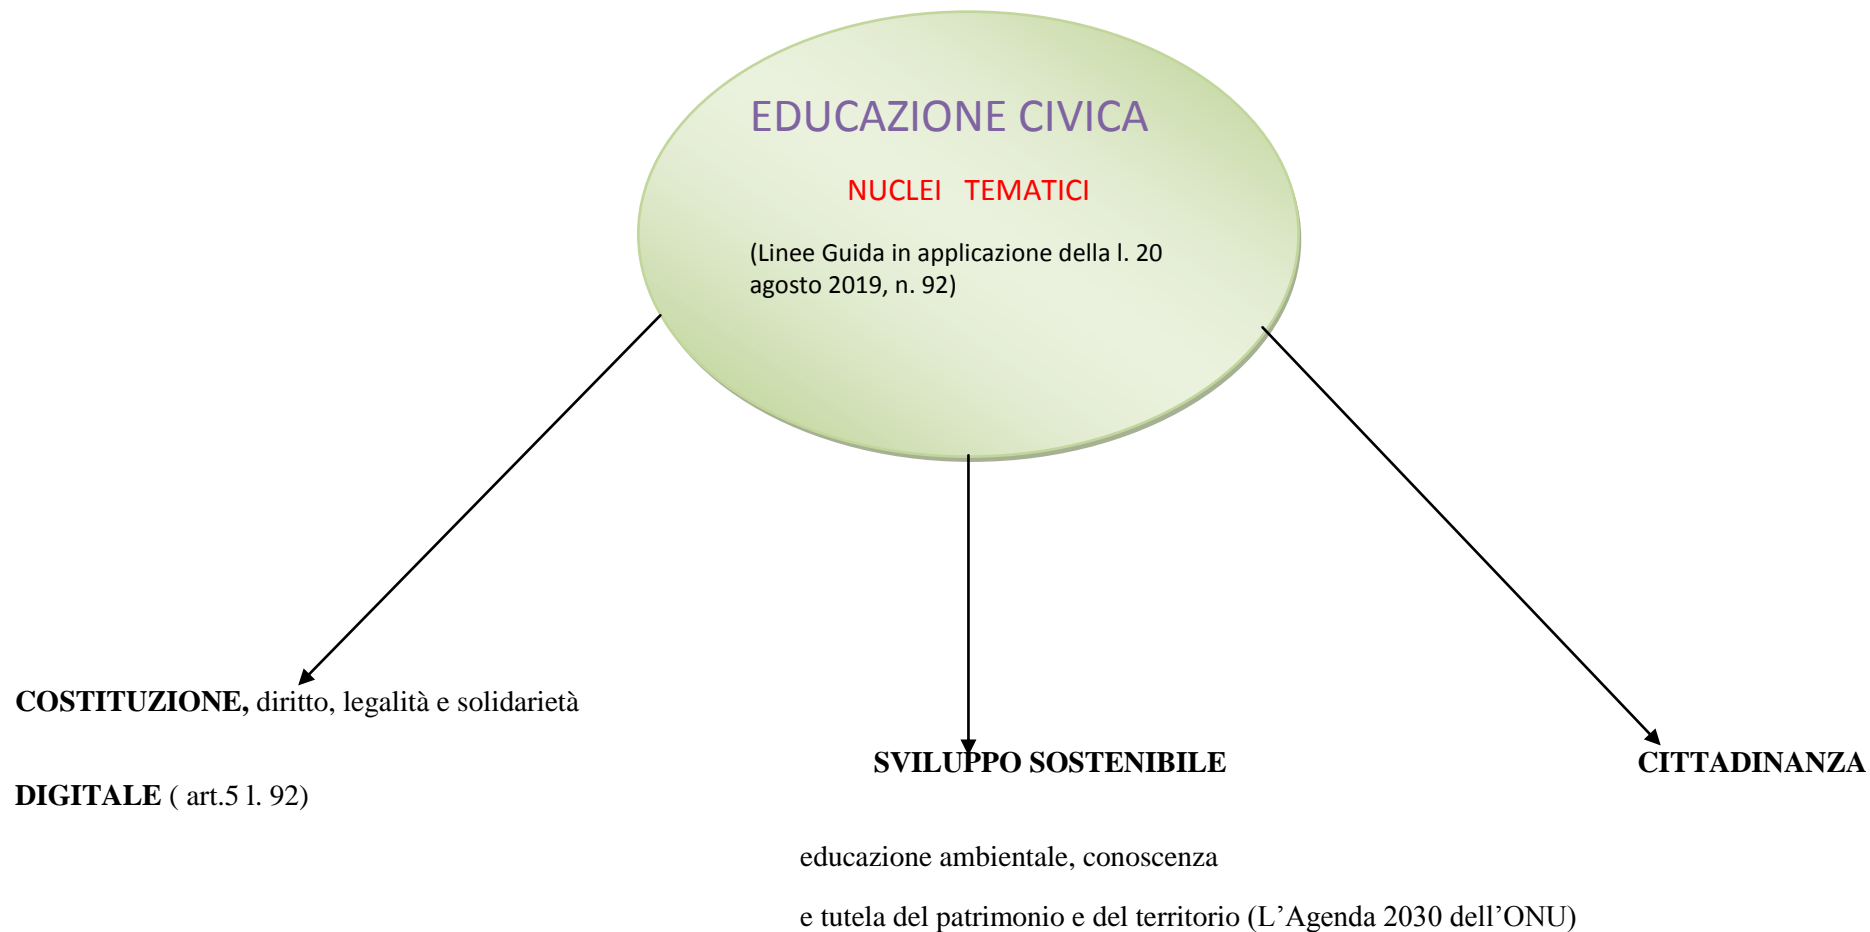 EDUCAZIONE CIVICA
NUCLEI TEMATICI
(Linee Guida in applicazione della l. 20
agosto 2019, n. 92)
COSTITUZIONE, diritto, legalità e solidarietà
SVILUPPO SOSTENIBILE
CITTADINANZA
DIGITALE ( art.5 l. 92)
educazione ambientale, conoscenza
e tutela del patrimonio e del territorio (L’Agenda 2030 dell’ONU)